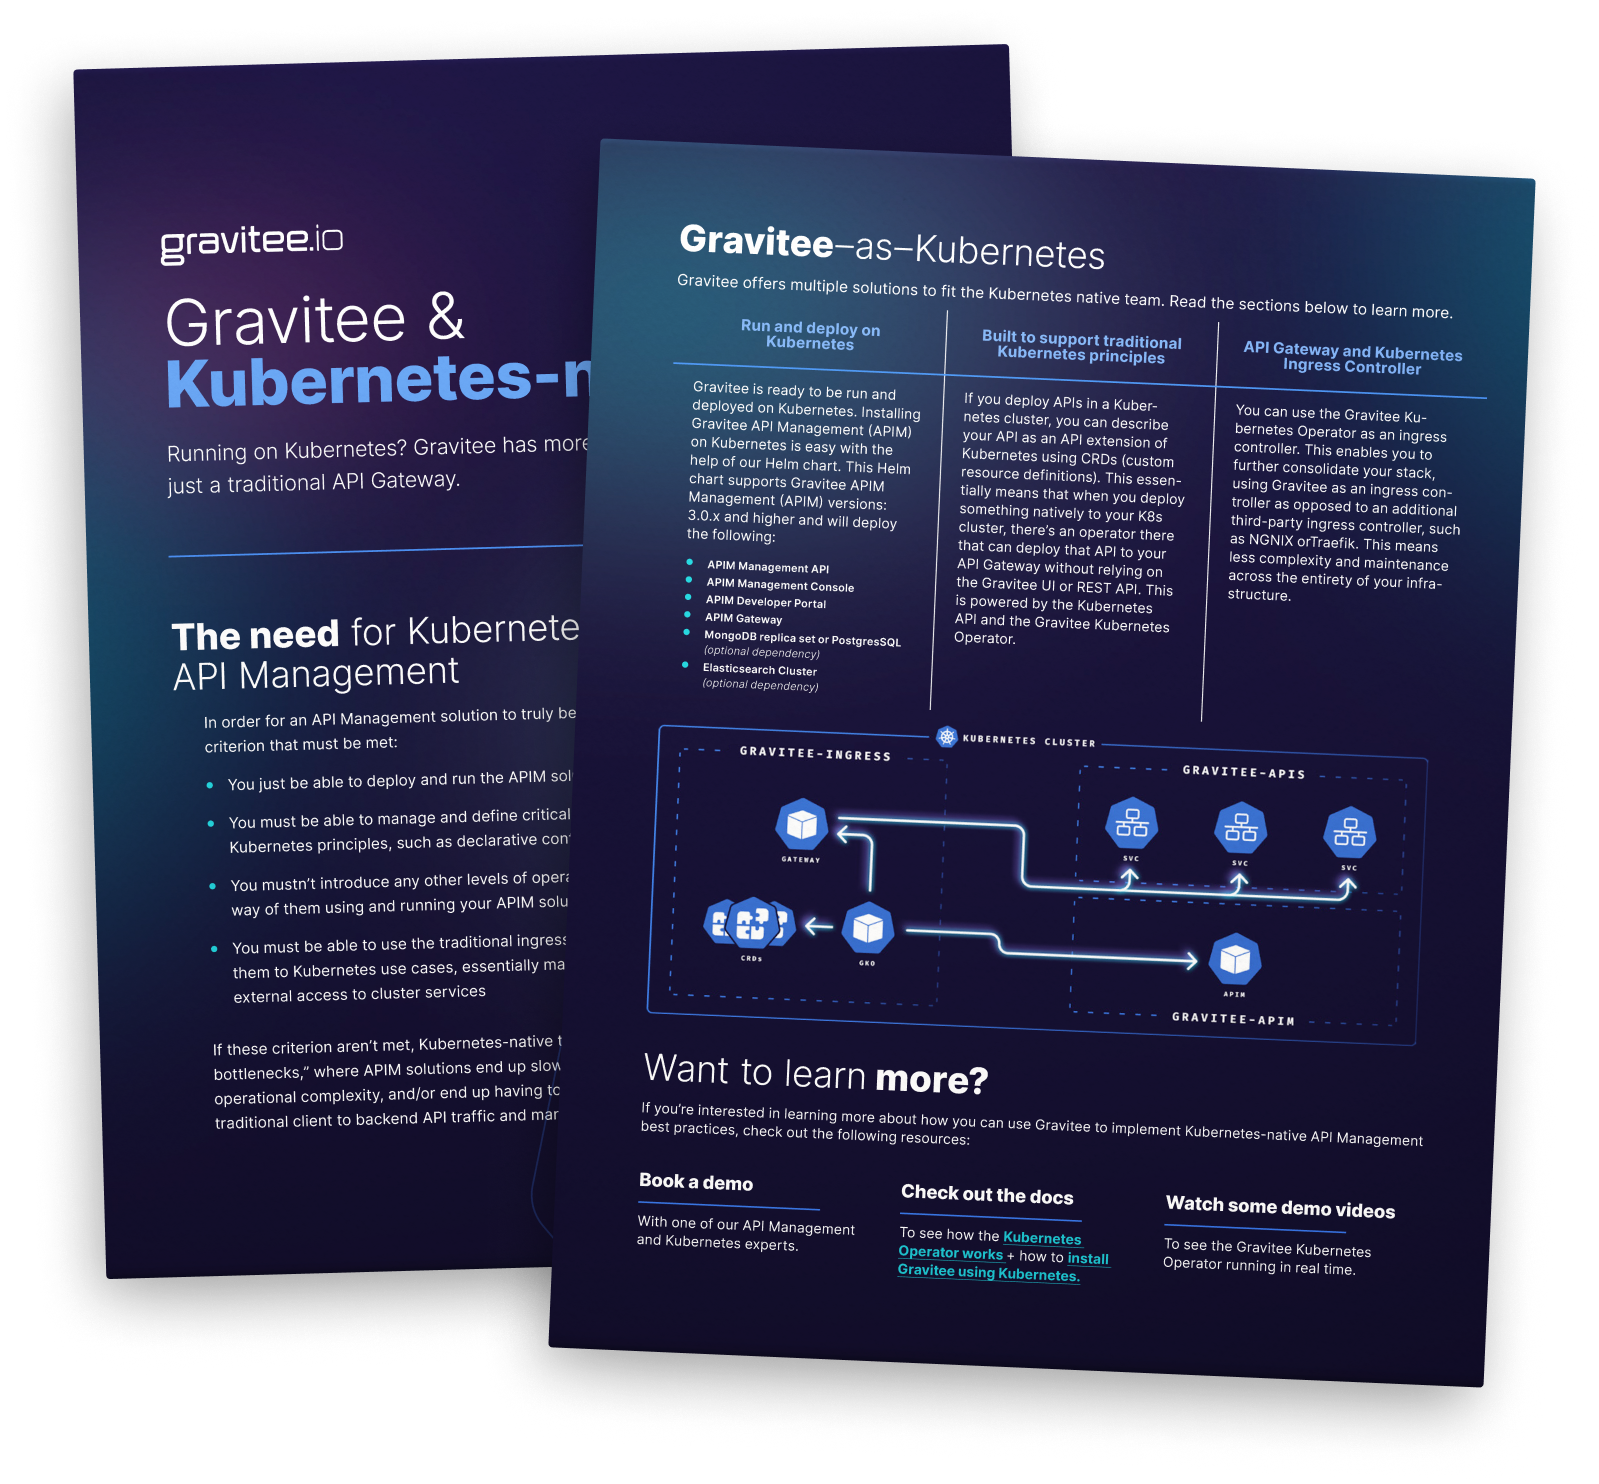 gravitee.io
Gravitee &
Kubernetes-n
Running on Kubernetes? Gravitee has more
just a traditional API Gateway.
The need for Kubernete
API Management
In order for an API Management solution to truly be
criterion that must be met:
You just be able to deploy and run the APIM sol
You must be able to manage and define critical
Kubernetes principles, such as declarative con
You mustn't introduce any other levels of opera
way of them using and running your APIM solu
You must be able to use the traditional ingress
them to Kubernetes use cases, essentially ma
external access to cluster services
If these criterion aren't met, Kubernetes-native t
bottlenecks," where APIM solutions end up slow
operational complexity, and/or end up having to
traditional client to backend API traffic and man
Gravitee–as–Kubernetes
Gravitee offers multiple solutions to fit the Kubernetes native team. Read the sections below to learn more.
Run and deploy on
Kubernetes
Gravitee is ready to be run and
deployed on Kubernetes. Installing
Gravitee API Management (APIM)
on Kubernetes is easy with the
help of our Helm chart. This Helm
chart supports Gravitee APIM
Management (APIM) versions:
3.0.x and higher and will deploy
the following:
APIM Management API
APIM Management Console
APIM Developer Portal
APIM Gateway
MongoDB replica set or PostgresSQL
(optional dependency)
Elasticsearch Cluster
(optional dependency)
Built to support traditional
Kubernetes principles
If you deploy APIs in a Kuber-
netes cluster, you can describe
your API as an API extension of
Kubernetes using CRDs (custom
resource definitions). This essen-
tially means that when you deploy
something natively to your K8s
cluster, there's an operator there
that can deploy that API to your
API Gateway without relying on
the Gravitee UI or REST API. This
is powered by the Kubernetes
API and the Gravitee Kubernetes
Operator.
API Gateway and Kubernetes
Ingress Controller
You can use the Gravitee Ku-
bernetes Operator as an ingress
controller. This enables you to
further consolidate your stack,
using Gravitee as an ingress con-
troller as opposed to an additional
third-party ingress controller, such
as NGNIX orTraefik. This means
less complexity and maintenance
across the entirety of your infra-
structure.
KUBERNETES CLUSTER
GRAVITEE-INGRESS
GATEWAY
CRDs
GKO
GRAVITEE-APIS
SVC
SVC
SVC
APIM
GRAVITEE-APIM
Want to learn more?
If you're interested in learning more about how you can use Gravitee to implement Kubernetes-native API Management
best practices, check out the following resources:
Book a demo
With one of our API Management
and Kubernetes experts.
Check out the docs
To see how the Kubernetes
Operator works + how to install
Gravitee using Kubernetes.
Watch some demo videos
To see the Gravitee Kubernetes
Operator running in real time.